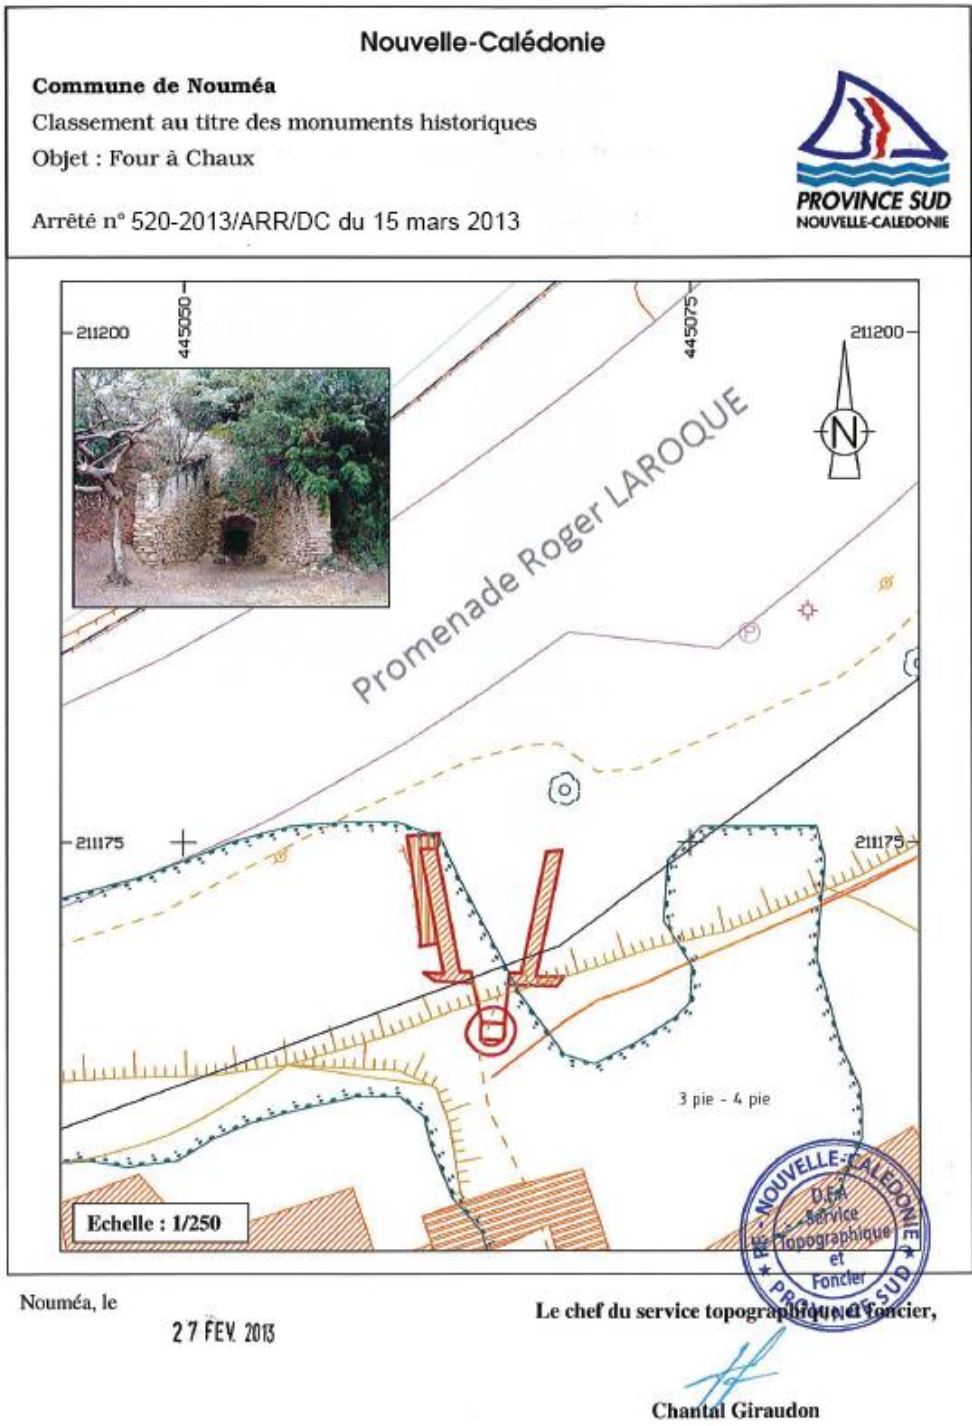 Nouvelle-Calédonie
Commune de Nouméa
Classement au titre des monuments historiques
Objet : Four à Chaux
Arrêté n° 520-2013/ARR/DC du 15 mars 2013
PROVINCE SUD
NOUVELLE-CALEDONIE
211200
445050
445075
211200
N
Promenade Roger LAROQUE
211175
211175
3 pie - 4 pie
Echelle : 1/250
NOUVELLE-CALEDONIE
PROVINCE SUD
Service
Topographique
et
Foncier
Nouméa, le
27 FEV. 2013
Le chef du service topographique et foncier,
Chantal Giraudon